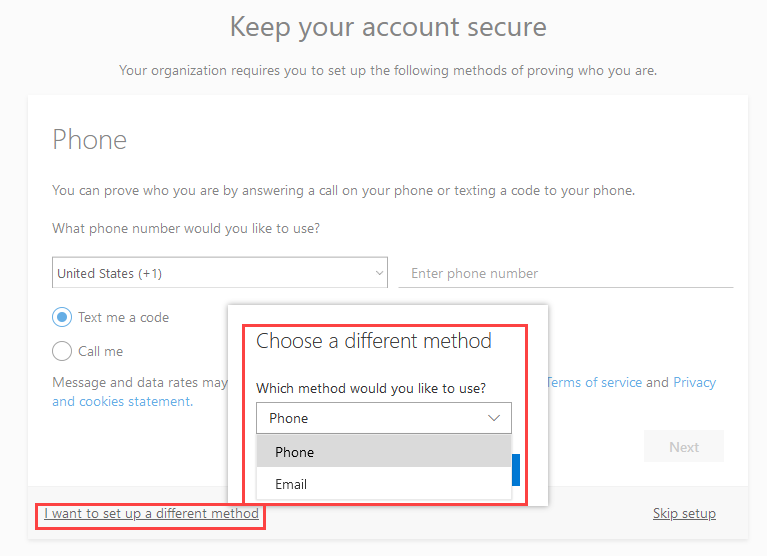 Keep your account secure
Your organization requires you to set up the following methods of proving who you are.
Phone
You can prove who you are by answering a call on your phone or texting a code to your phone.
What phone number would you like to use?
United States (+1)
Enter phone number
Text me a code
Call me
Message and data rates may
Terms of service and Privacy
and cookies statement.
Choose a different method
Which method would you like to use?
Phone
Phone
Email
Next
I want to set up a different method
Skip setup